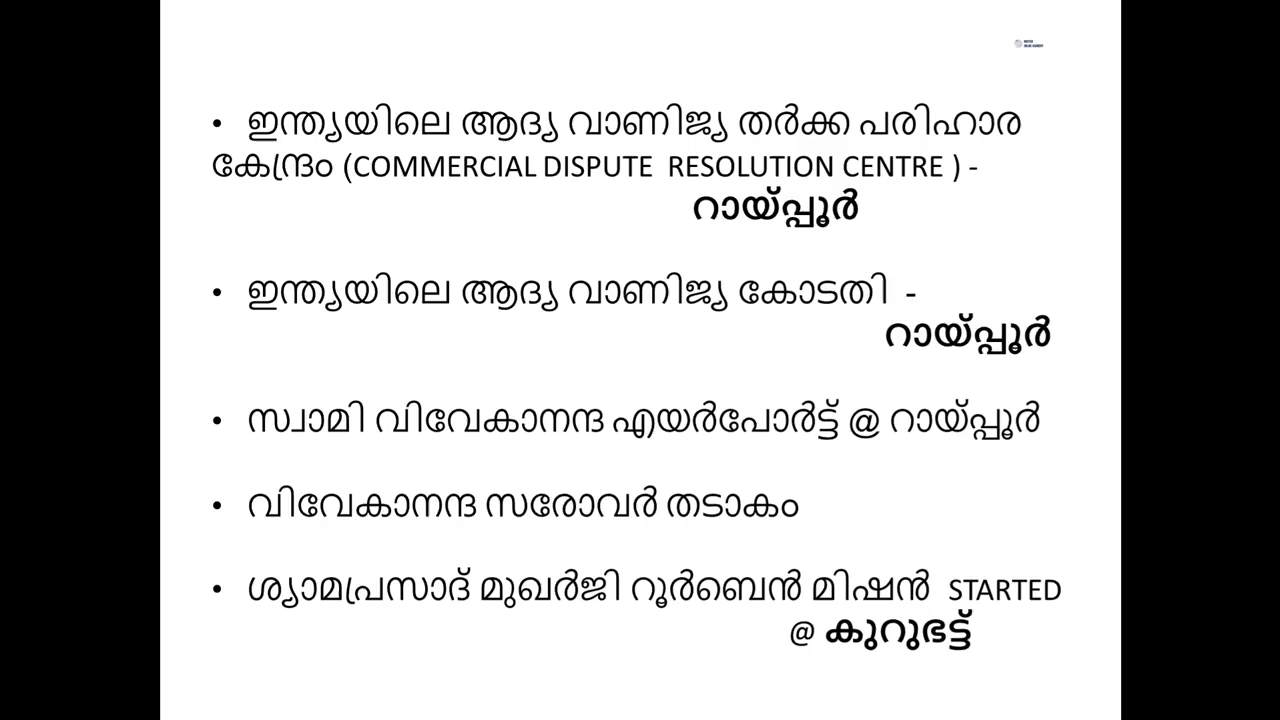 • ഇന്ത്യയിലെ ആദ്യ വാണിജ്യ തർക്ക പരിഹാര
കേന്ദ്രം (COMMERCIAL DISPUTE RESOLUTION CENTRE ) -
റായ്പ്പൂർ
• ഇന്ത്യയിലെ ആദ്യ വാണിജ്യ കോടതി -
റായ്പ്പൂർ
• സ്വാമി വിവേകാനന്ദ എയർപോർട്ട് @ റായ്പ്പൂർ
• വിവേകാനന്ദ സരോവർ തടാകം
• ശ്യാമപ്രസാദ് മുഖർജി റൂർബെൻ മിഷൻ STARTED
@ കുറുഭട്ട്